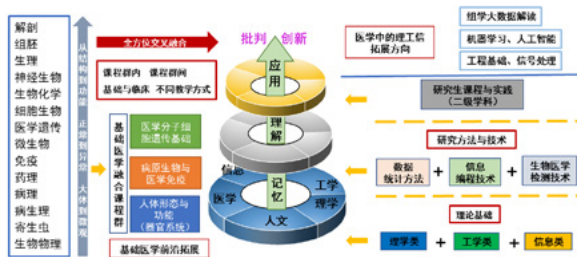 解剖
组胚
生理
神经生物
生物化学
细胞生物
医学遗传
微生物
免疫
药理
病理
病生理
寄生虫
生物物理
从结构到功能 正常到异常 大体到微观
全方位交叉融合
课程群内 课程群间
基础与临床 不同教学方式
基础医学融合课程群
医学分子细
胞遗传基础
病原生物与
医学免疫
人体形态与
功能
(器官系统)
基础医学前沿拓展
批判 创新
应用
理解
记忆
信息
医学
工学
理学
人文
医学中的理工信
拓展方向
组学大数据解读
机器学习、人工智能
工程基础、信号处理
研究生课程与实践
(二级学科)
研究方法与技术
数据
统计方法
+
信息
编程技术
+
生物医学
检测技术
理论基础
理学类
+
工学类
+
信息类